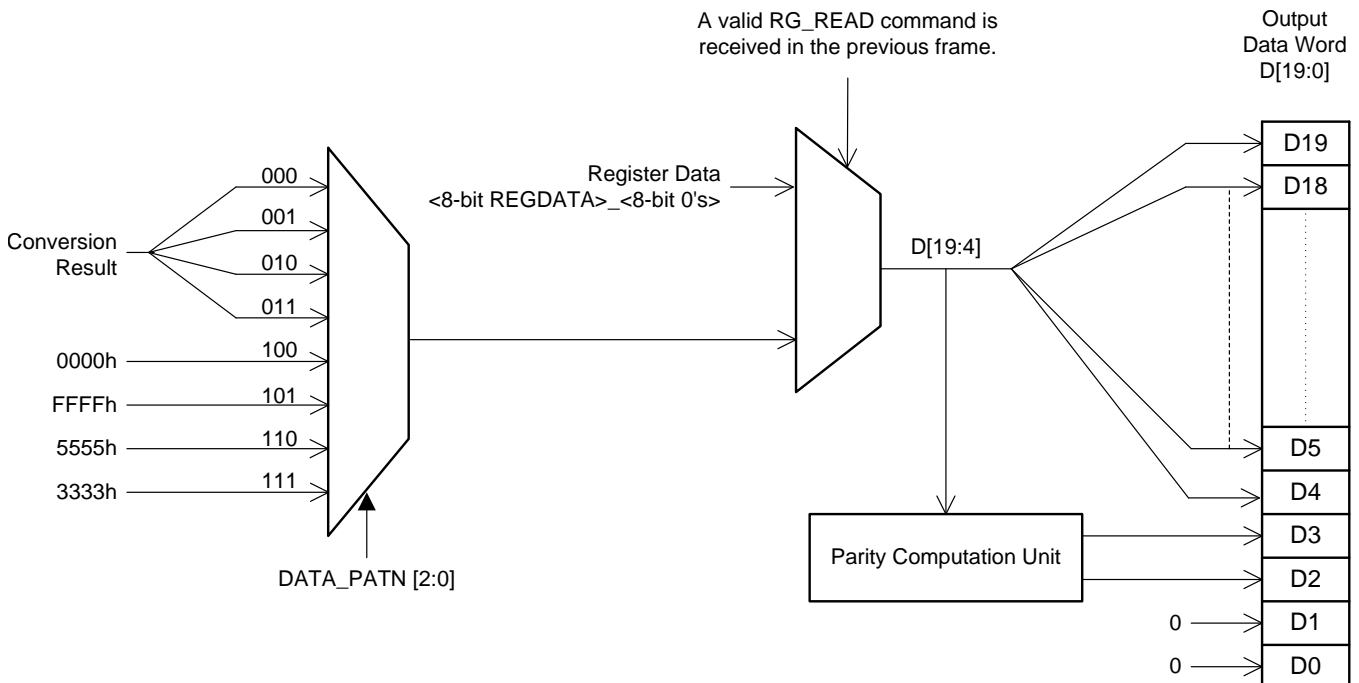 A valid RG_READ command is
received in the previous frame.
Output
Data Word
D[19:0]
Conversion
Result
000
001
010
011
0000h
100
FFFFh
101
5555h
110
3333h
111
DATA_PATN [2:0]
Register Data
<8-bit REGDATA>_<8-bit 0's>
D[19:4]
Parity Computation Unit
D19
D18
D5
D4
D3
D2
0
D1
0
D0